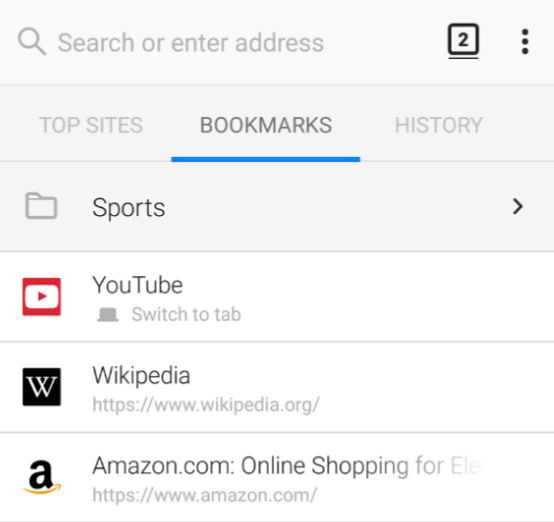 Search or enter address
2
TOP SITES BOOKMARKS HISTORY
Sports
YouTube
Switch to tab
W Wikipedia
https://www.wikipedia.org/
a Amazon.com: Online Shopping for Ele
https://www.amazon.com/